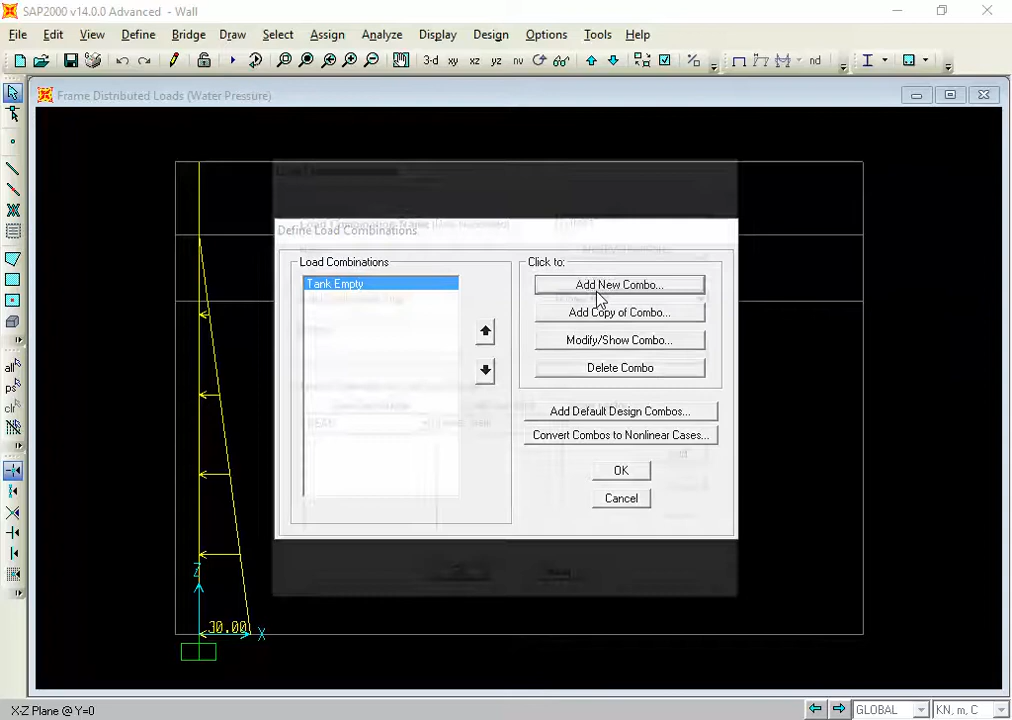 SAP2000 v14.0.0 Advanced - Wall
File Edit View Define Bridge Draw Select Assign Analyze Display Design Options Tools Help
3-d xy xz yz nv nd
Frame Distributed Loads (Water Pressure)
Define Load Combinations
Load Combinations
Tank Empty
Click to:
Add New Combo...
Add Copy of Combo...
Modify/Show Combo...
Delete Combo
Add Default Design Combos...
Convert Combos to Nonlinear Cases...
OK
Cancel
all
ps
clr
Z
30.00
X
X-Z Plane @ Y=0
GLOBAL
KN, m, C